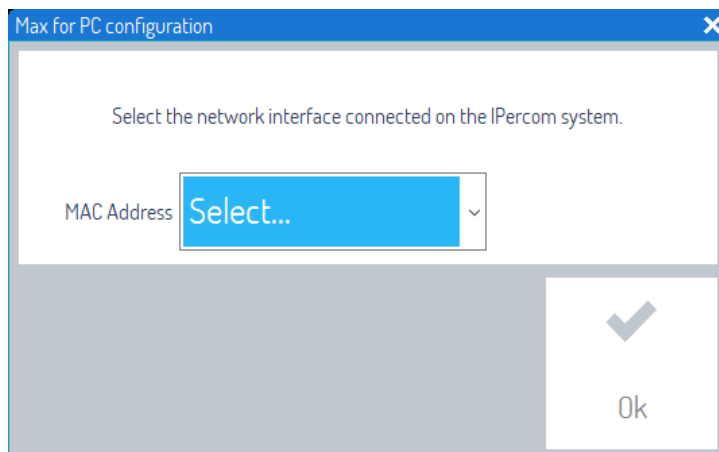 Max for PC configuration
Select the network interface connected on the IPercom system.
MAC Address Select...
Ok